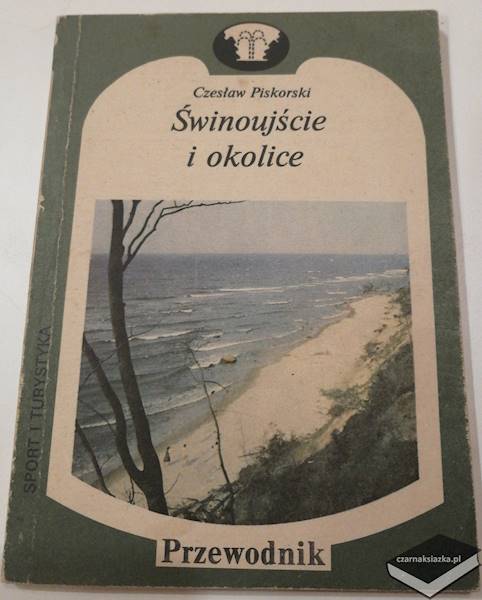 Czesław Piskorski
Świnoujście
i okolice
SPORT I TURYSTYKA
Przewodnik
czarnaksiazka.pl